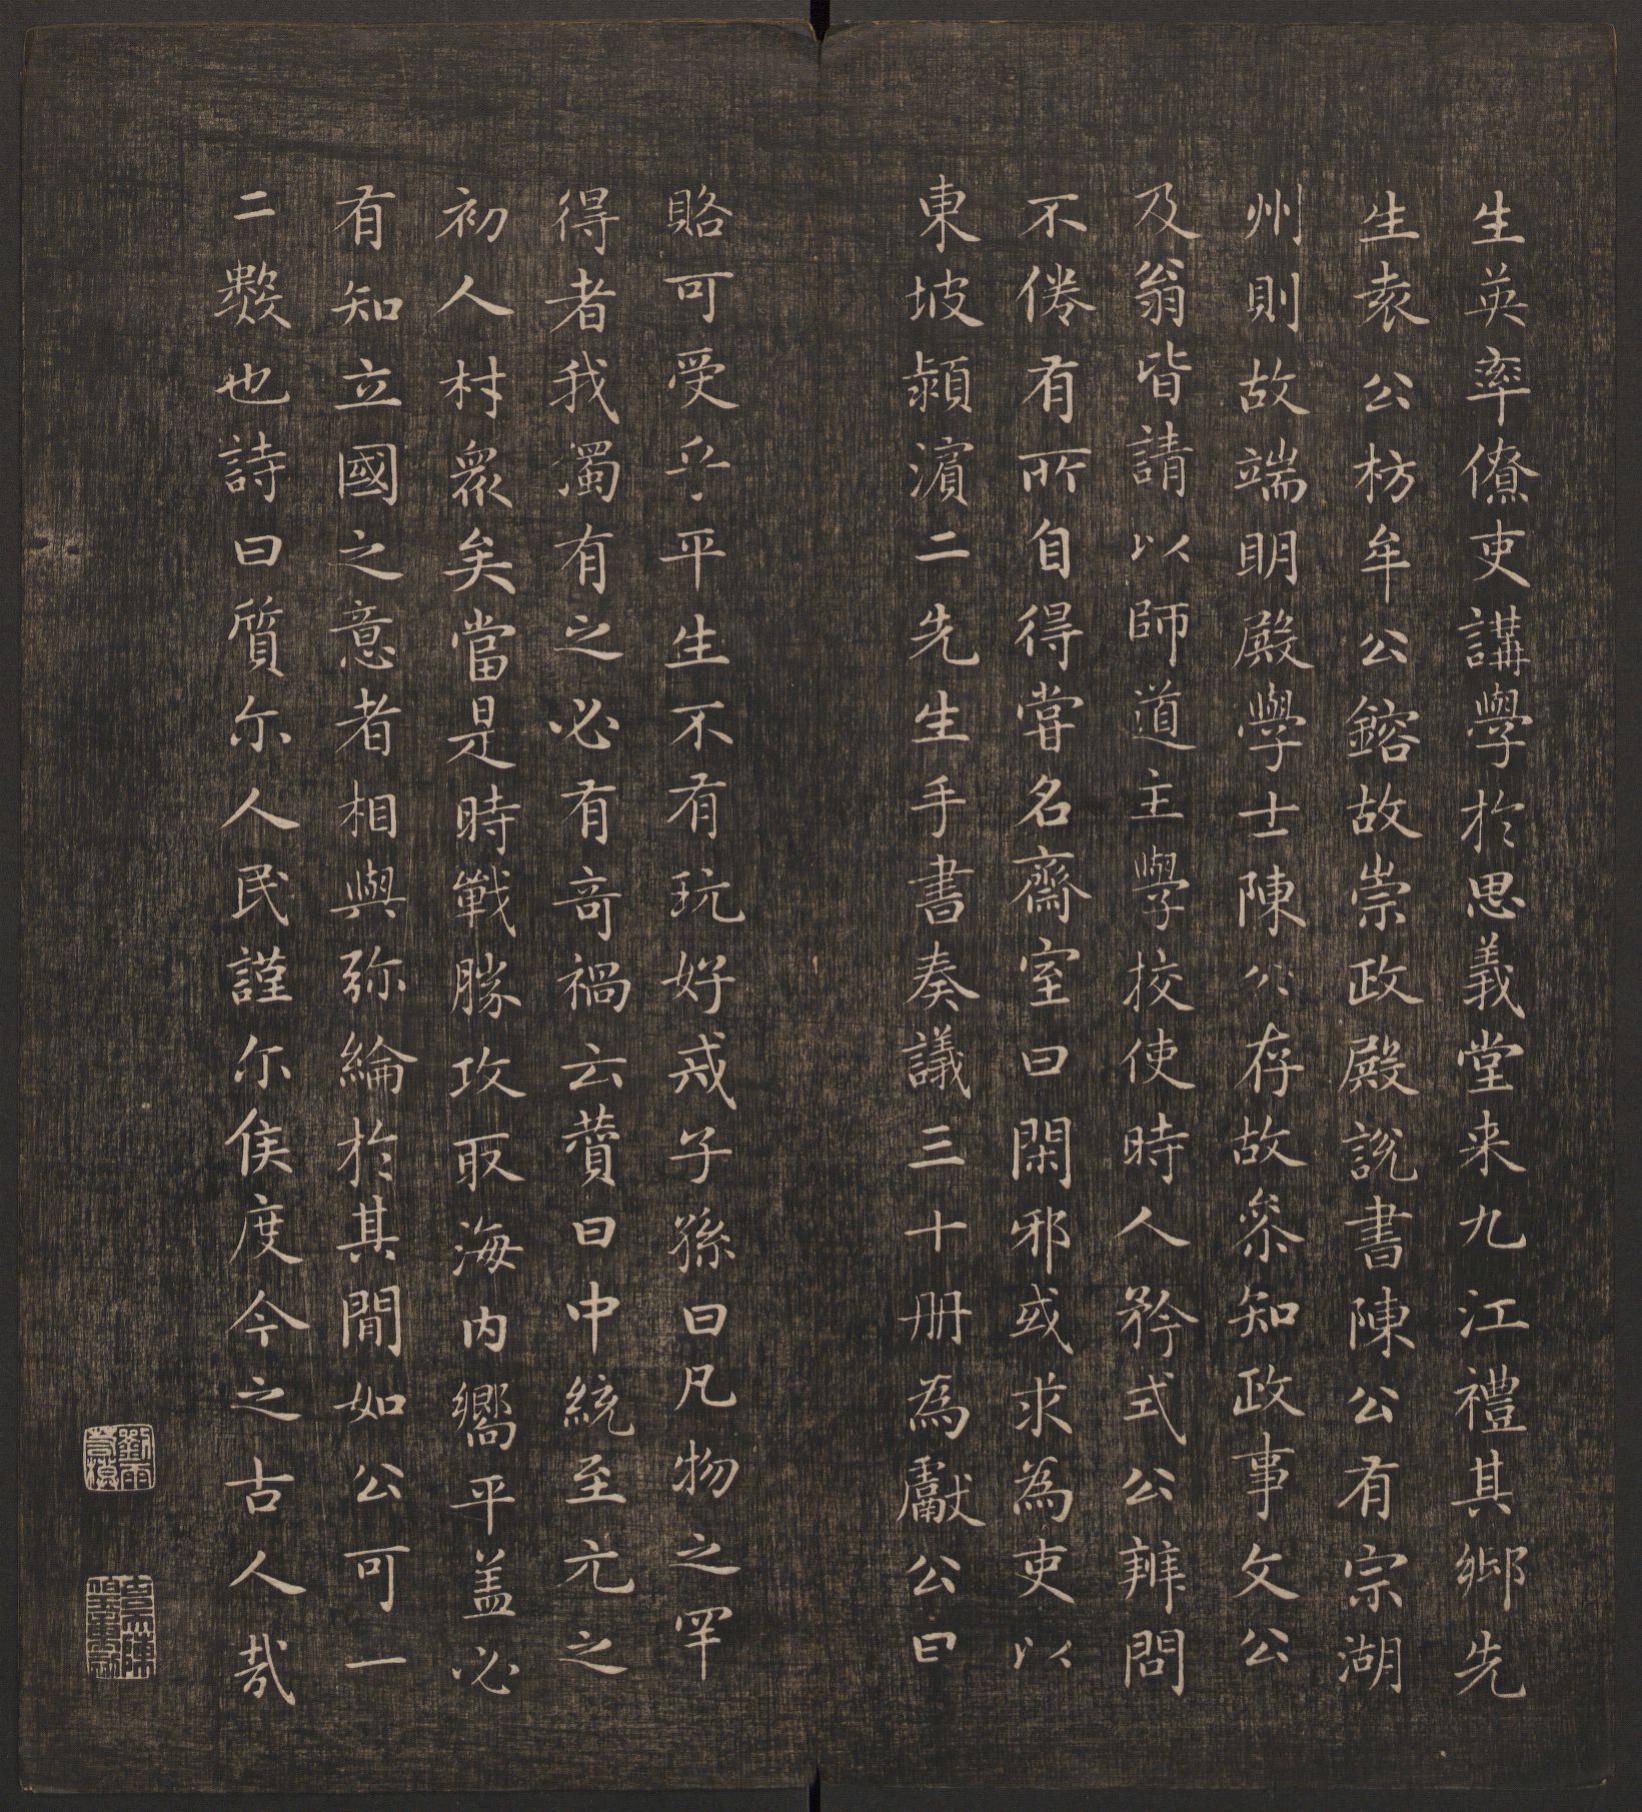 生英率僚吏講學於思義堂来九江禮其鄉先
生袁公枋牟公鎔故崇政殿說書陳公有宗湖
州則故端明殿學士陳公存故叅知政事文公
及翁皆請以師道主學校使時人矜式公辨問
不倦有所自得嘗名齋室曰閑邪或求為吏以
東坡潁濱二先生手書奏議三十册為獻公曰
賂可受乎平生不有玩好戒子孫曰凡物之罕
得者我獨有之必有奇禍云賛曰中統至元之
初人材衆矣當是時戰勝攻取海内嚮平盖必
有知立國之意者相與弥綸於其間如公可一
二數也詩曰質尔人民謹尔侯度今之古人哉